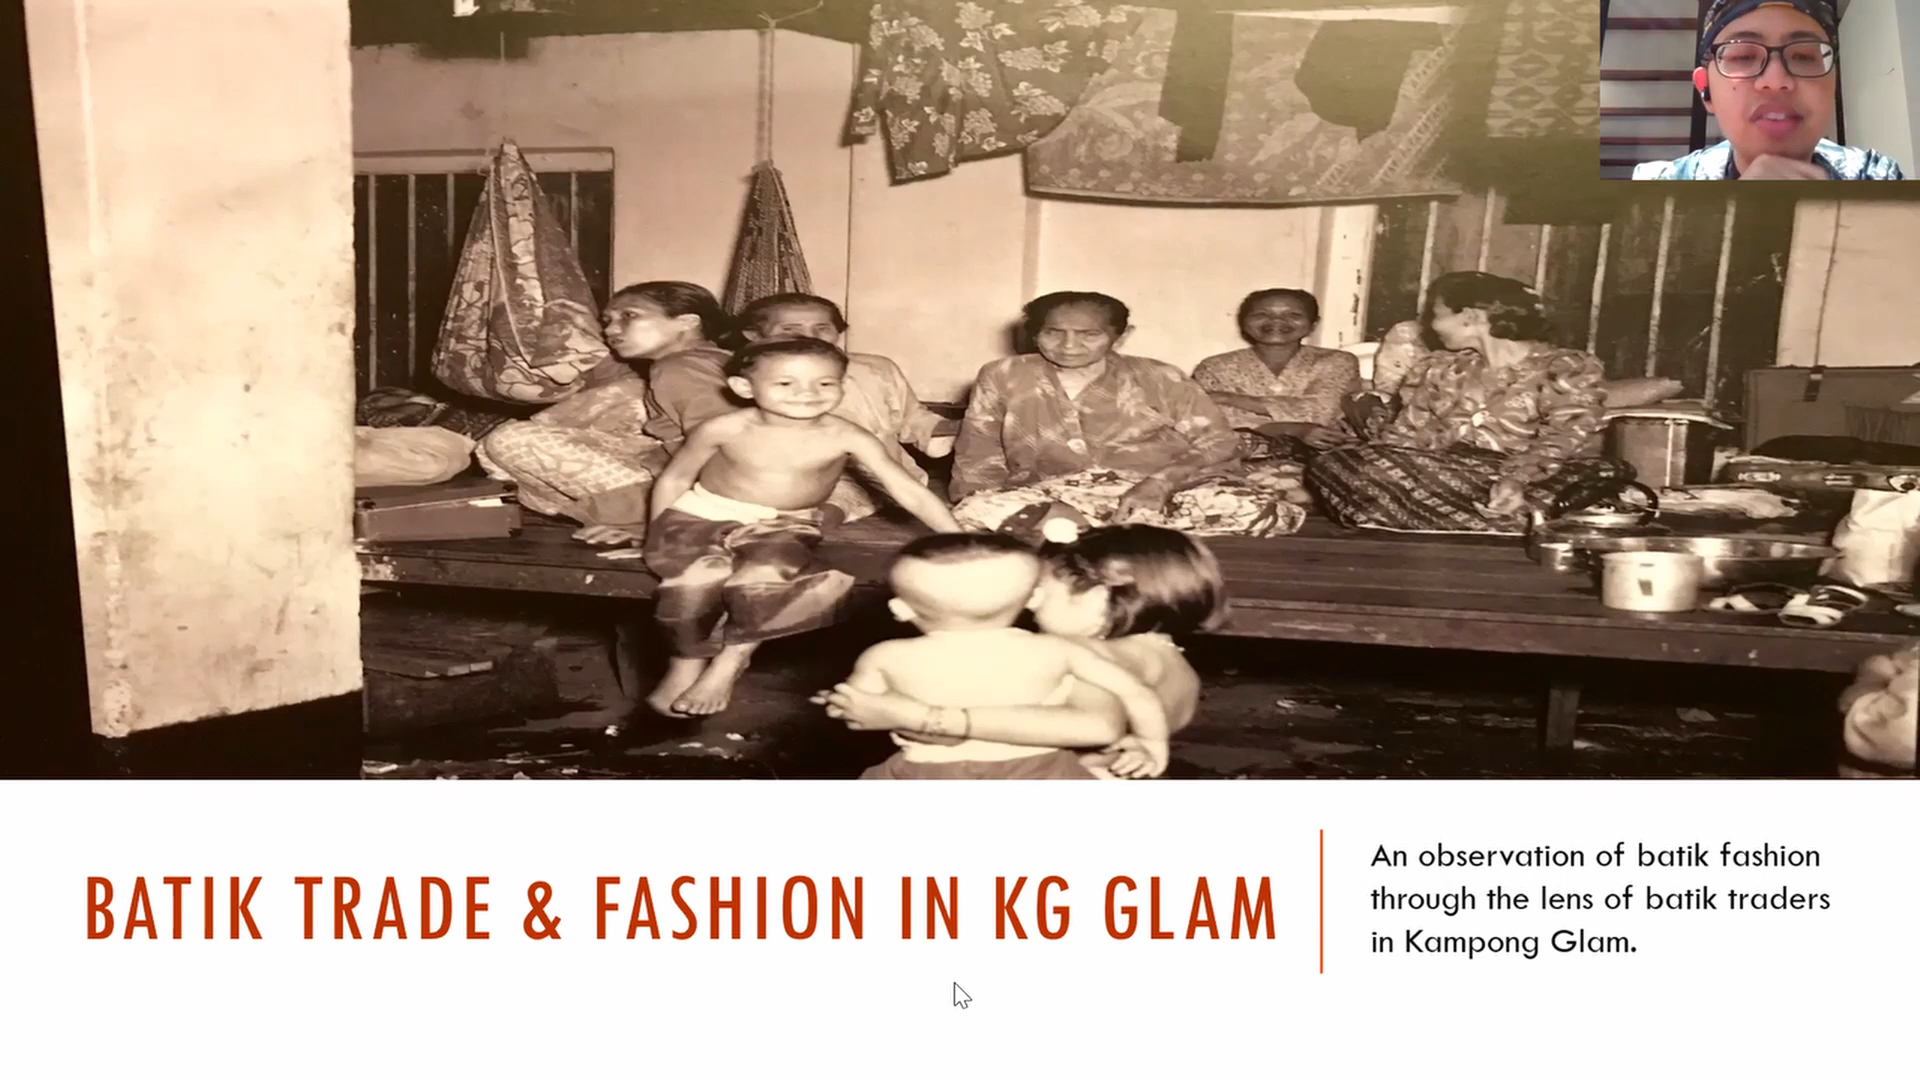 BATIK TRADE & FASHION IN KG GLAM
An observation of batik fashion
through the lens of batik traders
in Kampong Glam.